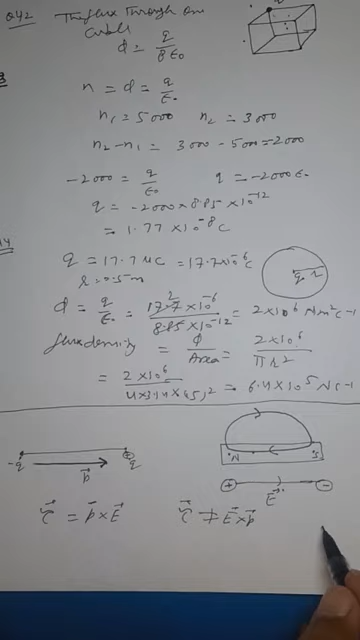 Q42 The flux through one
cube is
ϕ = q/8ε₀
q
n = ϕ = q/ε₀
n₁ = 5000 n₂ = 3000
n₂ - n₁ = 3000 - 5000 = -2000
-2000 = q/ε₀ q = -2000 ε₀
q = -2000 × 8.85 × 10⁻¹²
= 1.77 × 10⁻⁸ C
14
q = 17.7 μC = 17.7 × 10⁻⁶ C
r = 0.5 m
q r
ϕ = q/ε₀ = 17.7 × 10⁻⁶ / 8.85 × 10⁻¹² = 2 × 10⁶ Nm²C⁻¹
flux density = ϕ/Area = 2 × 10⁶ / π r²
= 2 × 10⁶ / 4 × 3.14 × (.5)² = 6.4 × 10⁵ N C⁻¹
-q q
p⃗
N S
+ E⃗ -
τ⃗ = p⃗ × E⃗ τ⃗ ≠ E⃗ × p⃗